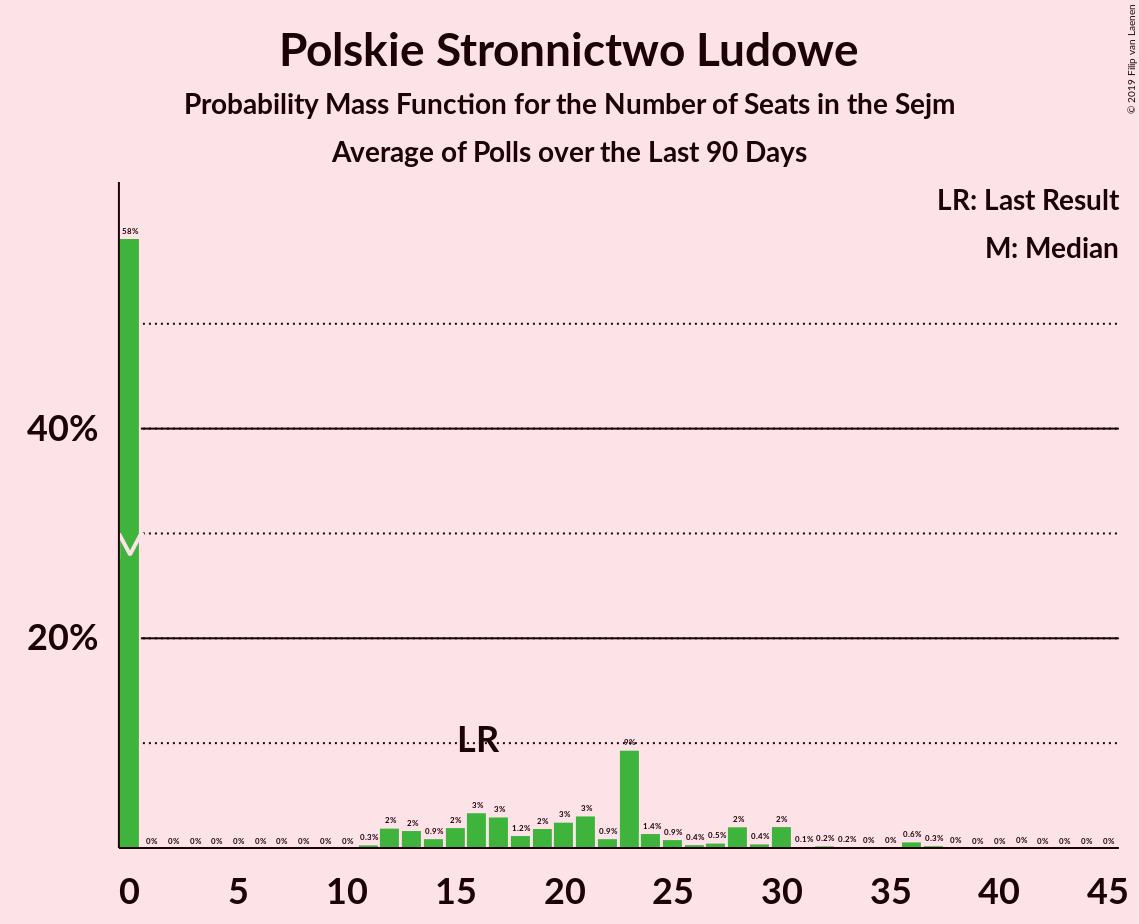 Polskie Stronnictwo Ludowe
Probability Mass Function for the Number of Seats in the Sejm
Average of Polls over the Last 90 Days
© 2019 Filip van Laenen
LR: Last Result
M: Median
58%
40%
20%
LR
0% 0% 0% 0% 0% 0% 0% 0% 0% 0% 0.3% 2% 2% 0.9% 2% 3% 3% 1.2% 2% 3% 3% 0.9% 9% 1.4% 0.9% 0.4% 0.5% 2% 0.4% 2% 0.1% 0.2% 0.2% 0% 0% 0.6% 0.3% 0% 0% 0% 0% 0% 0% 0% 0%
0 5 10 15 20 25 30 35 40 45